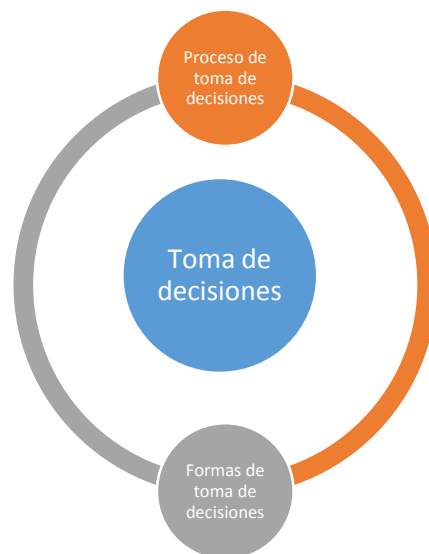 Proceso de
toma de
decisiones
Toma de
decisiones
Formas de
toma de
decisiones